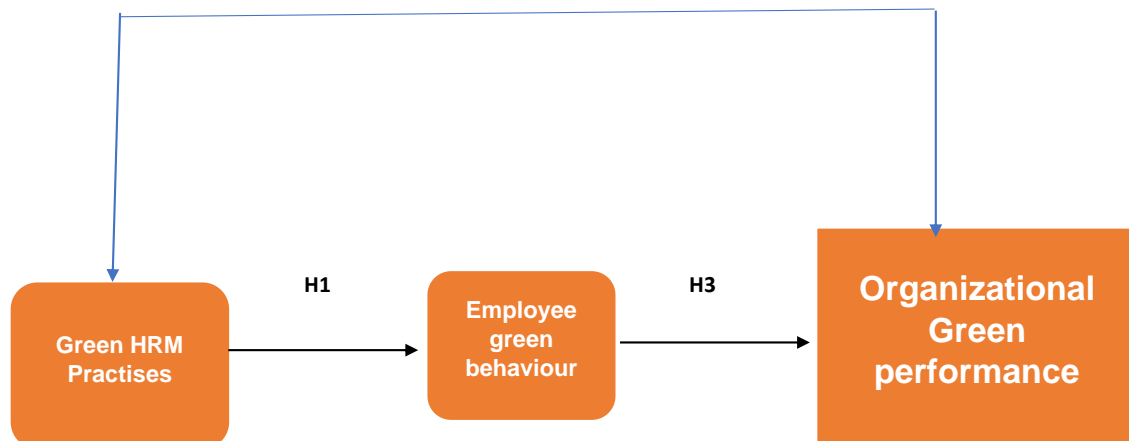 H1
H3
Green HRM
Practises
Employee
green
behaviour
Organizational
Green
performance